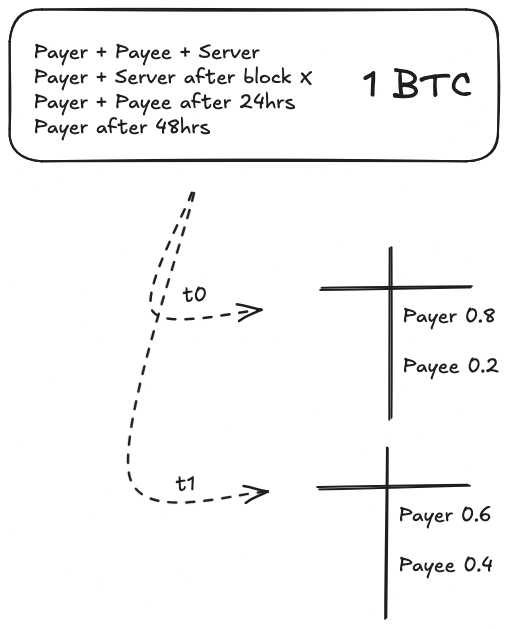 Payer + Payee + Server
Payer + Server after block X
Payer + Payee after 24hrs
Payer after 48hrs
1 BTC
t0
Payer 0.8
Payee 0.2
t1
Payer 0.6
Payee 0.4